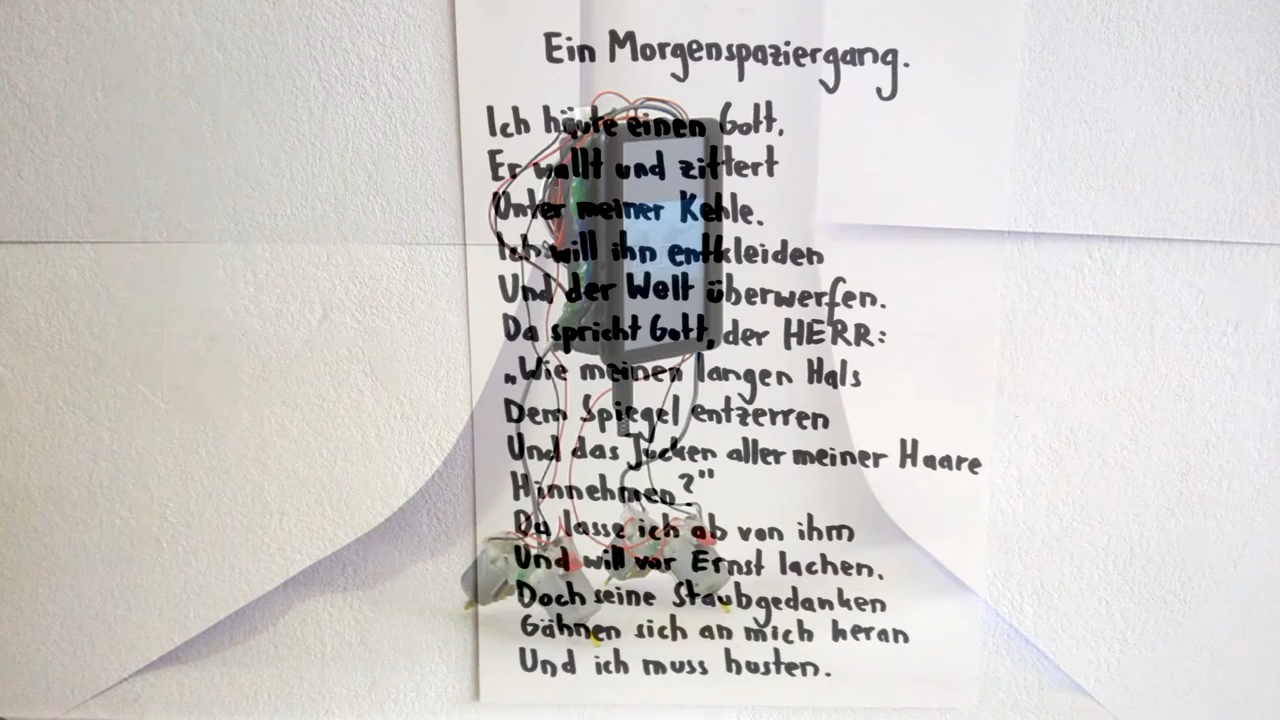 Ein Morgenspaziergang.
Ich häute einen Gott.
Er wallt und zittert
Unter meiner Kehle.
Ich will ihn entkleiden
Und der Welt überwerfen.
Da spricht Gott, der HERR:
„Wie meinen langen Hals
Dem Spiegel entzerren
Und das Jucken aller meiner Haare
Hinnehmen?"
Da lasse ich ab von ihm
Und will vor Ernst lachen.
Doch seine Staubgedanken
Gähnen sich an mich heran
Und ich muss husten.